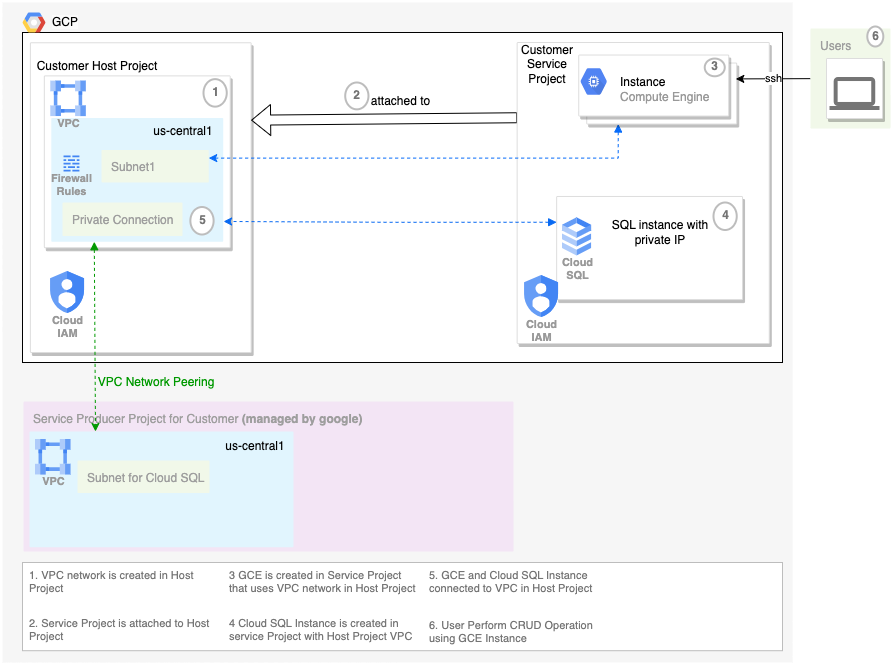 GCP
Customer Host Project
1
VPC
us-central1
Firewall
Rules
Subnet1
Private Connection
5
Cloud
IAM
2
attached to
Customer
Service
Project
3
Instance
Compute Engine
ssh
Users
6
4
SQL instance with
private IP
Cloud
SQL
Cloud
IAM
VPC Network Peering
Service Producer Project for Customer (managed by google)
us-central1
VPC
Subnet for Cloud SQL
1. VPC network is created in Host
Project
2. Service Project is attached to Host
Project
3 GCE is created in Service Project
that uses VPC network in Host Project
4 Cloud SQL Instance is created in
service Project with Host Project VPC
5. GCE and Cloud SQL Instance
connected to VPC in Host Project
6. User Perform CRUD Operation
using GCE Instance